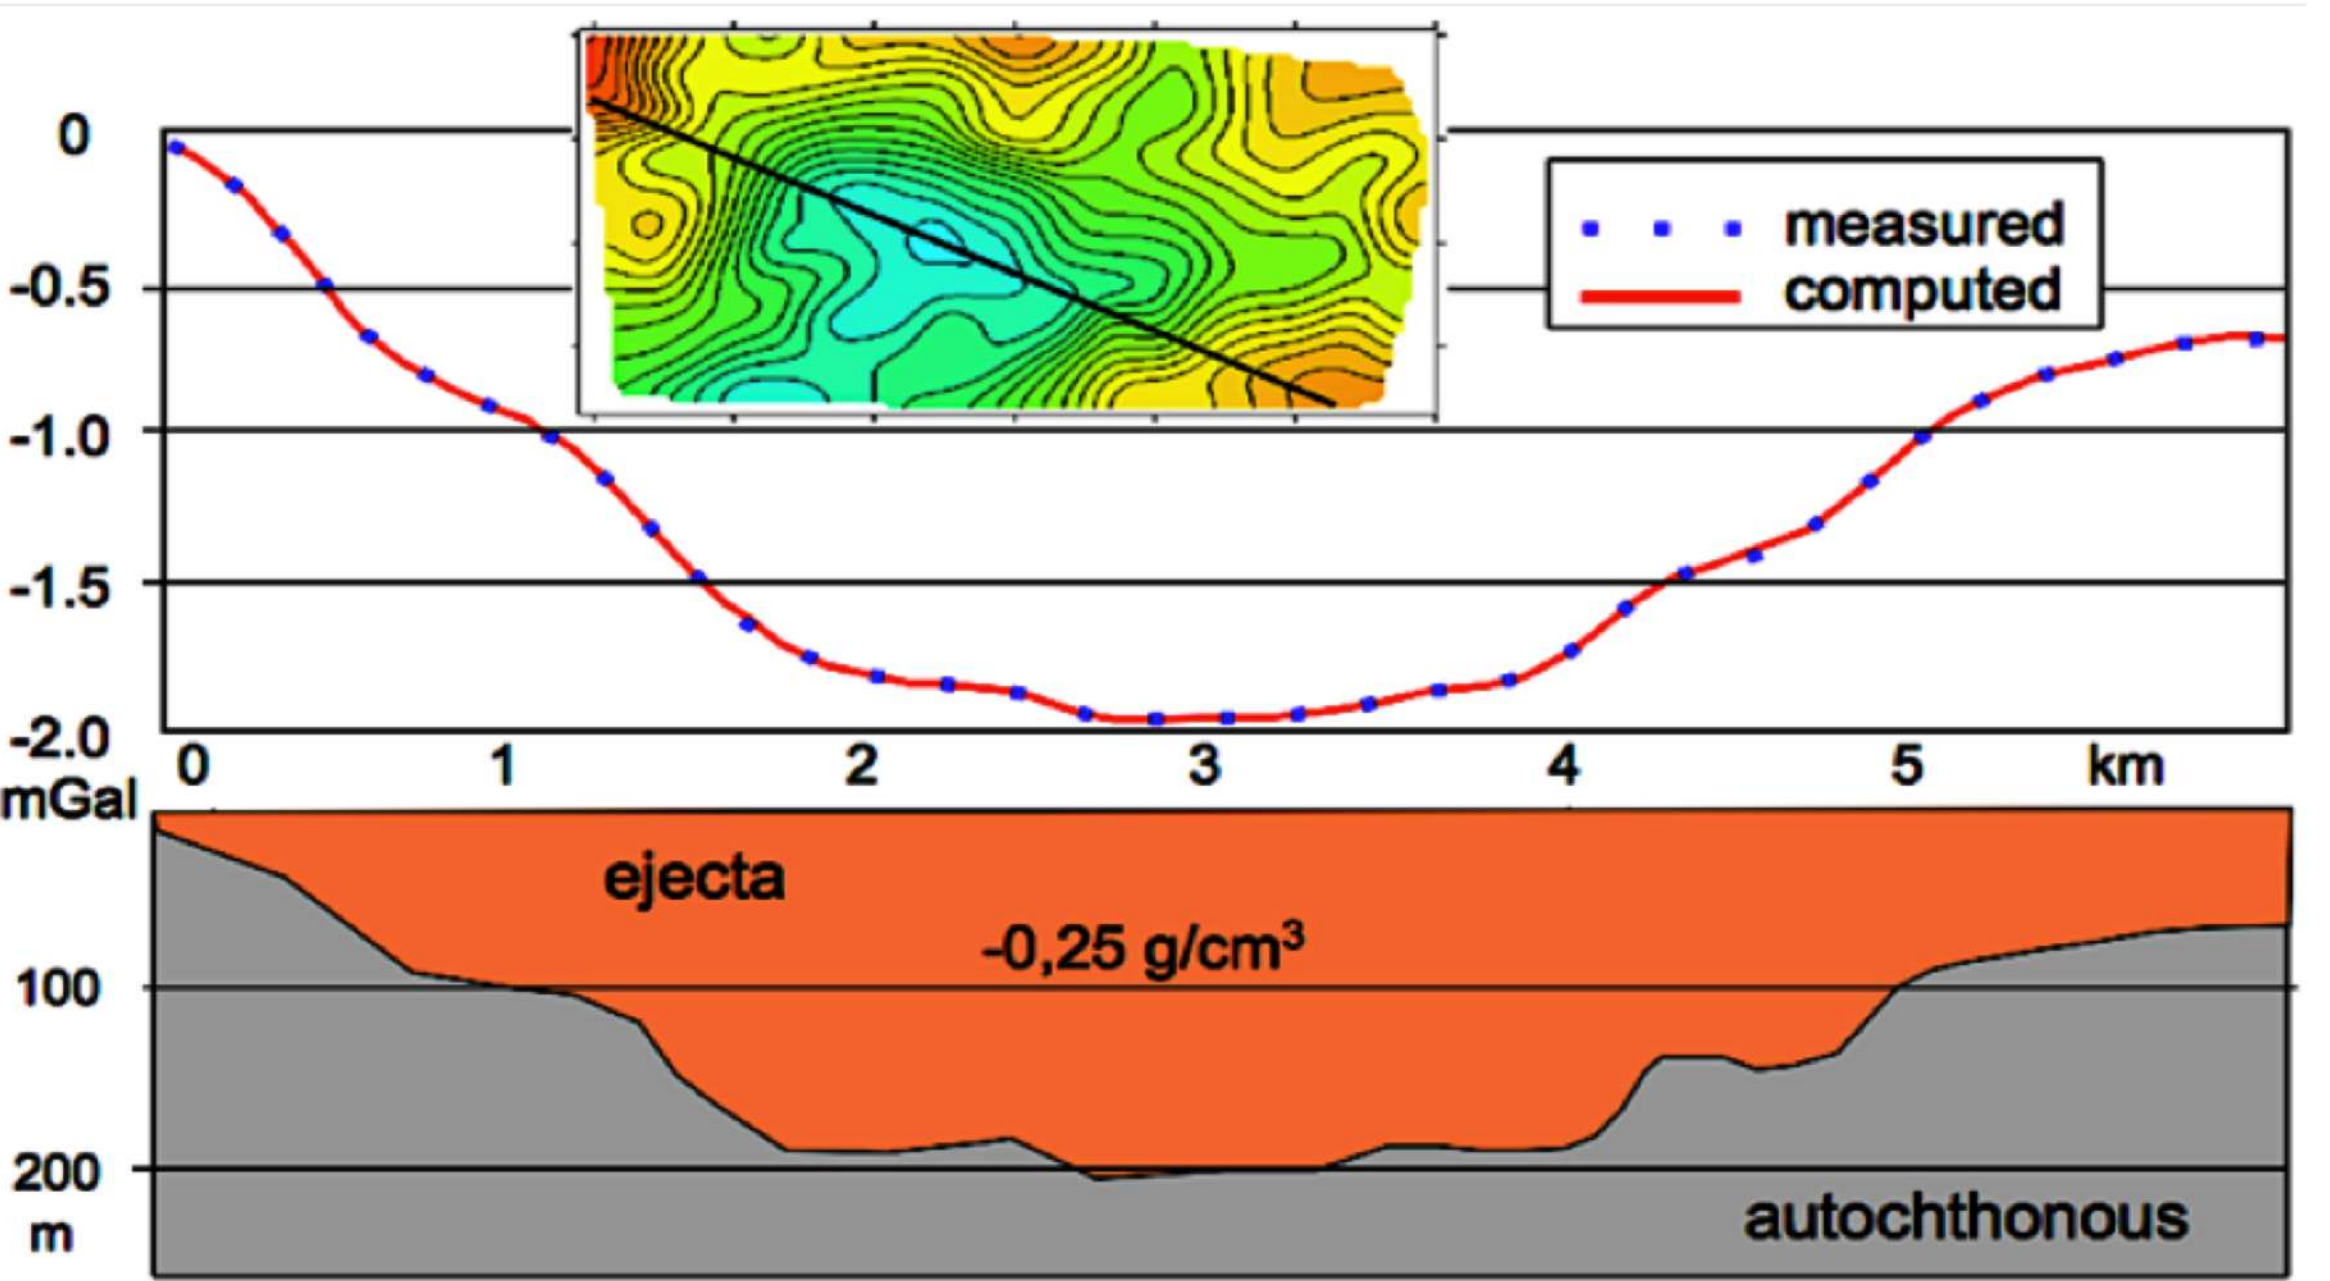 0
-0.5
-1.0
-1.5
-2.0
mGal
measured
computed
0 1 2 3 4 5 km
ejecta
-0,25 g/cm³
100
200
m
autochthonous